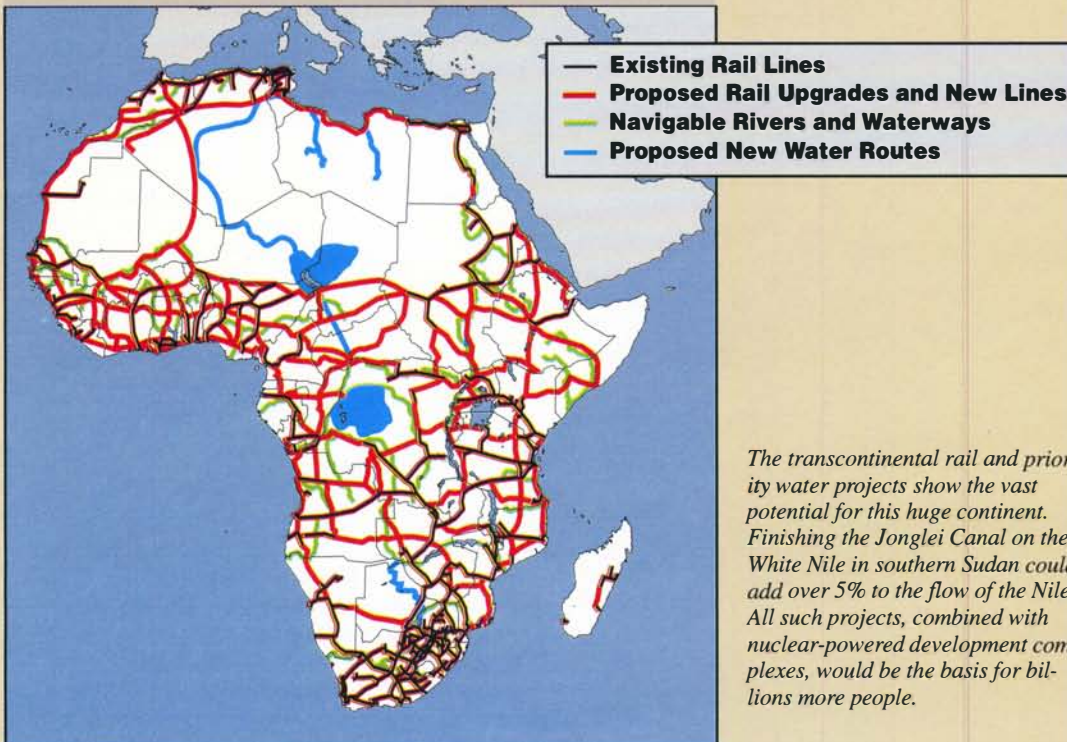 Existing Rail Lines
Proposed Rail Upgrades and New Lines
Navigable Rivers and Waterways
Proposed New Water Routes
The transcontinental rail and prior
ity water projects show the vast
potential for this huge continent.
Finishing the Jonglei Canal on the
White Nile in southern Sudan could
add over 5% to the flow of the Nile
All such projects, combined with
nuclear-powered development com
plexes, would be the basis for bil-
lions more people.